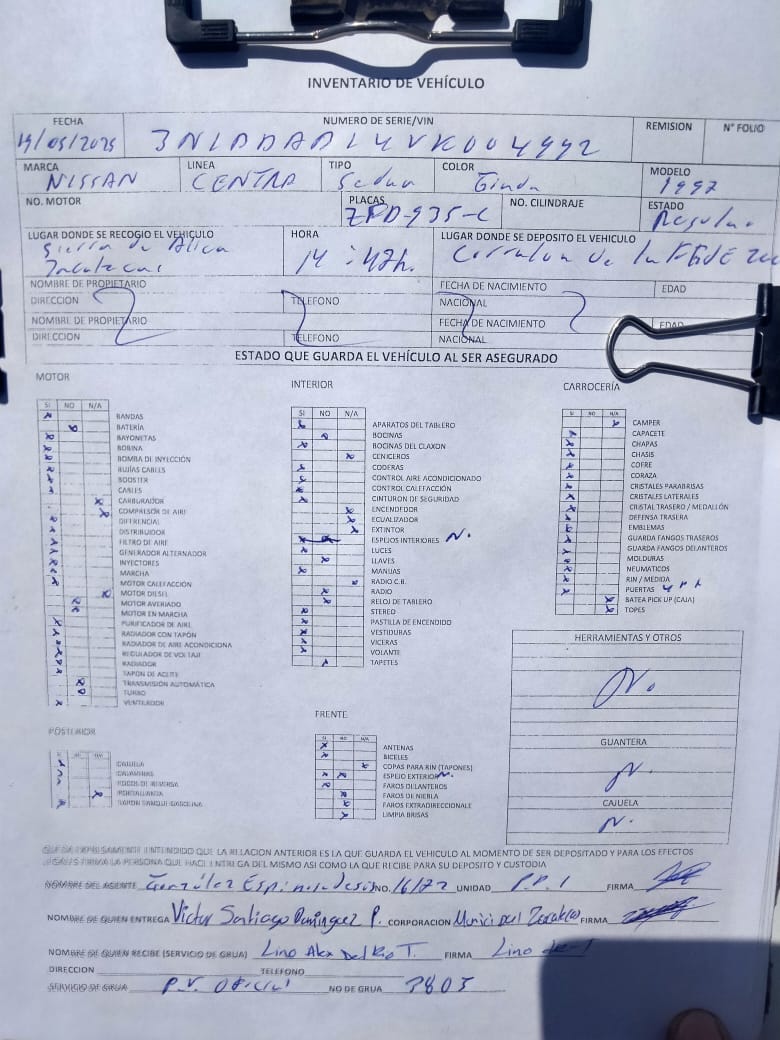 INVENTARIO DE VEHÍCULO
FECHA NUMERO DE SERIE/VIN REMISION N° FOLIO
19/05/2025
MARCA LINEA TIPO COLOR MODELO
NISSAN CENTRA Sedan 1997
NO. MOTOR PLACAS NO. CILINDRAJE ESTADO
ZFD-935-C Regular
LUGAR DONDE SE RECOGIO EL VEHICULO HORA LUGAR DONDE SE DEPOSITO EL VEHICULO
Sierra de Alica 14:47h. Corralon de la FGJE Zac
Zacatecas
NOMBRE DE PROPIETARIO FECHA DE NACIMIENTO EDAD
DIRECCION TELEFONO NACIONAL
NOMBRE DE PROPIETARIO FECHA DE NACIMIENTO EDAD
DIRECCION TELEFONO NACIONAL
ESTADO QUE GUARDA EL VEHÍCULO AL SER ASEGURADO
MOTOR
SI NO N/A
BANDAS
BATERÍA
BAYONETAS
BOBINA
BOMBA DE INYECCIÓN
BUJÍAS CABLES
BOOSTER
CABLES
CARBURADOR
COMPRESOR DE AIRE
DIFERENCIAL
DISTRIBUIDOR
FILTRO DE AIRE
GENERADOR ALTERNADOR
INYECTORES
MARCHA
MOTOR CALEFACCIÓN
MOTOR DIESEL
MOTOR AVERIADO
MOTOR EN MARCHA
PURIFICADOR DE AIRE
RADIADOR CON TAPÓN
RADIADOR DE AIRE ACONDICIONA
REGULADOR DE VOLTAJE
RADIADOR
TAPÓN DE ACEITE
TRANSMISIÓN AUTOMÁTICA
TURBO
VENTILADOR
INTERIOR
SI NO N/A
APARATOS DEL TABLERO
BOCINAS
BOCINAS DEL CLAXON
CENICEROS
CODERAS
CONTROL AIRE ACONDICIONADO
CONTROL CALEFACCIÓN
CINTURON DE SEGURIDAD
ENCENDEDOR
ECUALIZADOR
EXTINTOR
ESPEJOS INTERIORES N.
LUCES
LLAVES
MANIJAS
RADIO C.B.
RADIO
RELOJ DE TABLERO
STEREO
PASTILLA DE ENCENDIDO
VESTIDURAS
VICERAS
VOLANTE
TAPETES
CARROCERÍA
SI NO N/A
CAMPER
CAPACETE
CHAPAS
CHASIS
COFRE
CORAZA
CRISTALES PARABRISAS
CRISTALES LATERALES
CRISTAL TRASERO / MEDALLÓN
DEFENSA TRASERA
EMBLEMAS
GUARDA FANGOS TRASEROS
GUARDA FANGOS DELANTEROS
MOLDURAS
NEUMATICOS
RIN / MEDIDA
PUERTAS
BATEA PICK UP (CAJA)
TOPES
HERRAMIENTAS Y OTROS
No
GUANTERA
N.
CAJUELA
N.
POSTERIOR
CAJUELA
CALAVERAS
FOCOS DE REVERSA
PORTALLANTA
TAPÓN TANQUE GASOLINA
FRENTE
SI NO N/A
ANTENAS
BICELES
COPAS PARA RIN (TAPONES)
ESPEJO EXTERIOR N.
FAROS DELANTEROS
FAROS DE NIEBLA
FAROS EXTRADIRECCIONALE
LIMPIA BRISAS
QUEDA EXPRESAMENTE ENTENDIDO QUE LA RELACION ANTERIOR ES LA QUE GUARDA EL VEHICULO AL MOMENTO DE SER DEPOSITADO Y PARA LOS EFECTOS
LEGALES FIRMA LA PERSONA QUE HACE ENTREGA DEL MISMO ASI COMO LA QUE RECIBE PARA SU DEPOSITO Y CUSTODIA
NOMBRE DEL AGENTE González Espino Jesús NO. UNIDAD P.P.1 FIRMA
NOMBRE DE QUIEN ENTREGA Victor Santiago Dominguez P. CORPORACION FIRMA
NOMBRE DE QUIEN RECIBE (SERVICIO DE GRUA) Lino Alex Del Rio T. FIRMA
DIRECCION TELEFONO
SERVICIO DE GRUA P.V. Oficial NO DE GRUA 3803